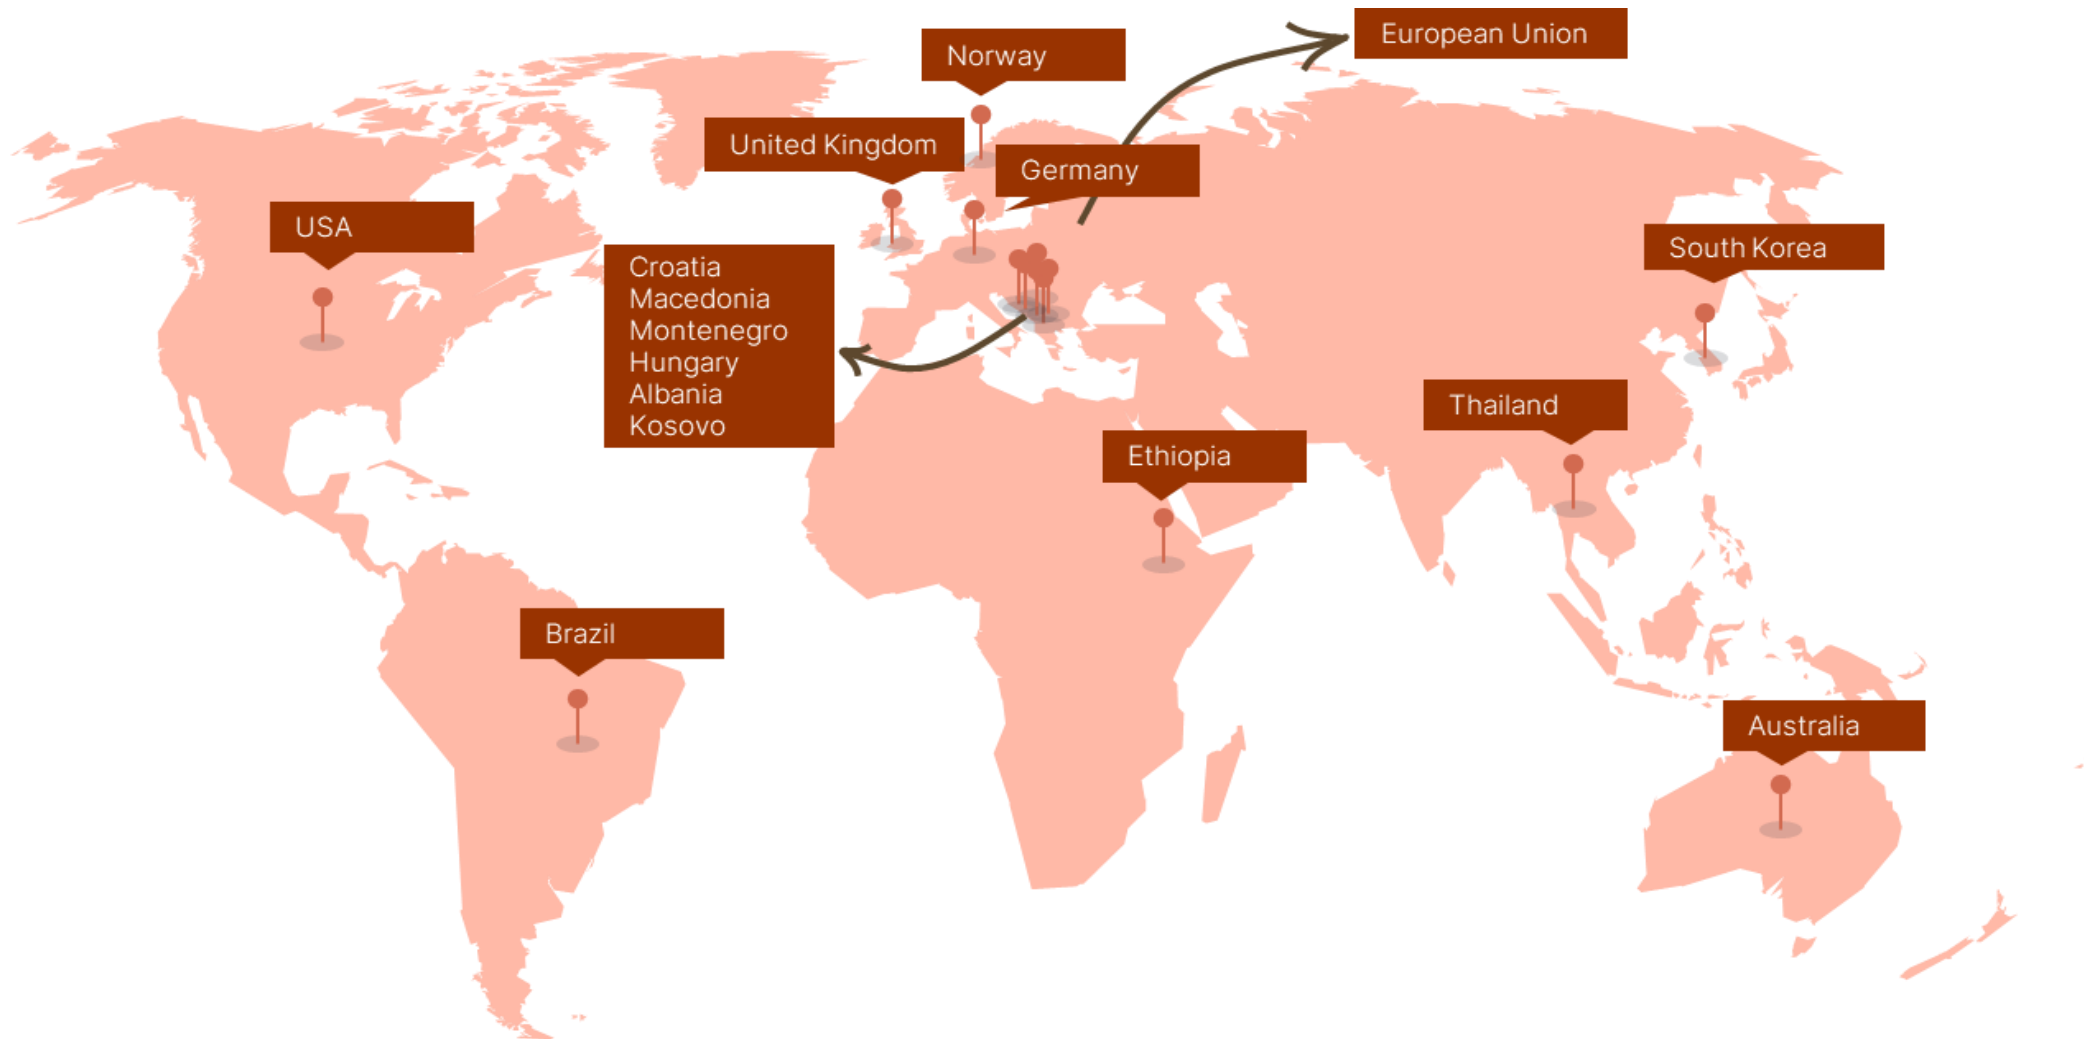 European Union
Norway
United Kingdom
Germany
USA
South Korea
Croatia
Macedonia
Montenegro
Hungary
Albania
Kosovo
Thailand
Ethiopia
Brazil
Australia